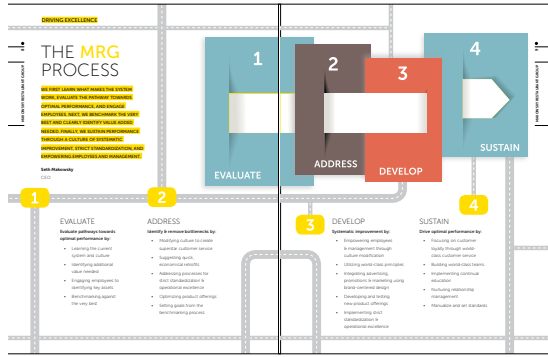 DRIVING EXCELLENCE
THE MRG
PROCESS
WE FIRST LEARN WHAT MAKES THE SYSTEM
WORK, EVALUATE THE PATHWAY TOWARDS
OPTIMAL PERFORMANCE, AND ENGAGE
EMPLOYEES. NEXT, WE BENCHMARK THE VERY
BEST AND CLEARLY IDENTIFY VALUE ADDED
NEEDED. FINALLY, WE SUSTAIN PERFORMANCE
THROUGH A CULTURE OF SYSTEMATIC
IMPROVEMENT, STRICT STANDARDIZATION, AND
EMPOWERING EMPLOYEES AND MANAGEMENT.
Seth Makowsky
CEO
1
EVALUATE
2
ADDRESS
3
DEVELOP
4
SUSTAIN
1
2
3
4
EVALUATE
Evaluate pathways towards
optimal performance by:
• Learning the current
system and culture
• Identifying additional
value needed
• Engaging employees to
identify key assets
• Benchmarking against
the very best
ADDRESS
Identify & remove bottlenecks by:
• Modifying culture to create
superstar customer service
• Suggesting quick,
economical retrofits
• Addressing processes for
strict standardization &
operational excellence
• Optimizing product offerings
• Setting goals from the
benchmarking process
DEVELOP
Systematic improvement by:
• Empowering employees
& management through
culture modification
• Utilizing world-class principles
• Integrating advertising,
promotions & marketing using
brand-centered design
• Developing and testing
new product offerings
• Implementing strict
standardization &
operational excellence
SUSTAIN
Drive optimal performance by:
• Focusing on customer
loyalty through world-
class customer service
• Building world-class teams
• Implementing continual
education
• Nurturing relationship
management
• Manualize and set standards